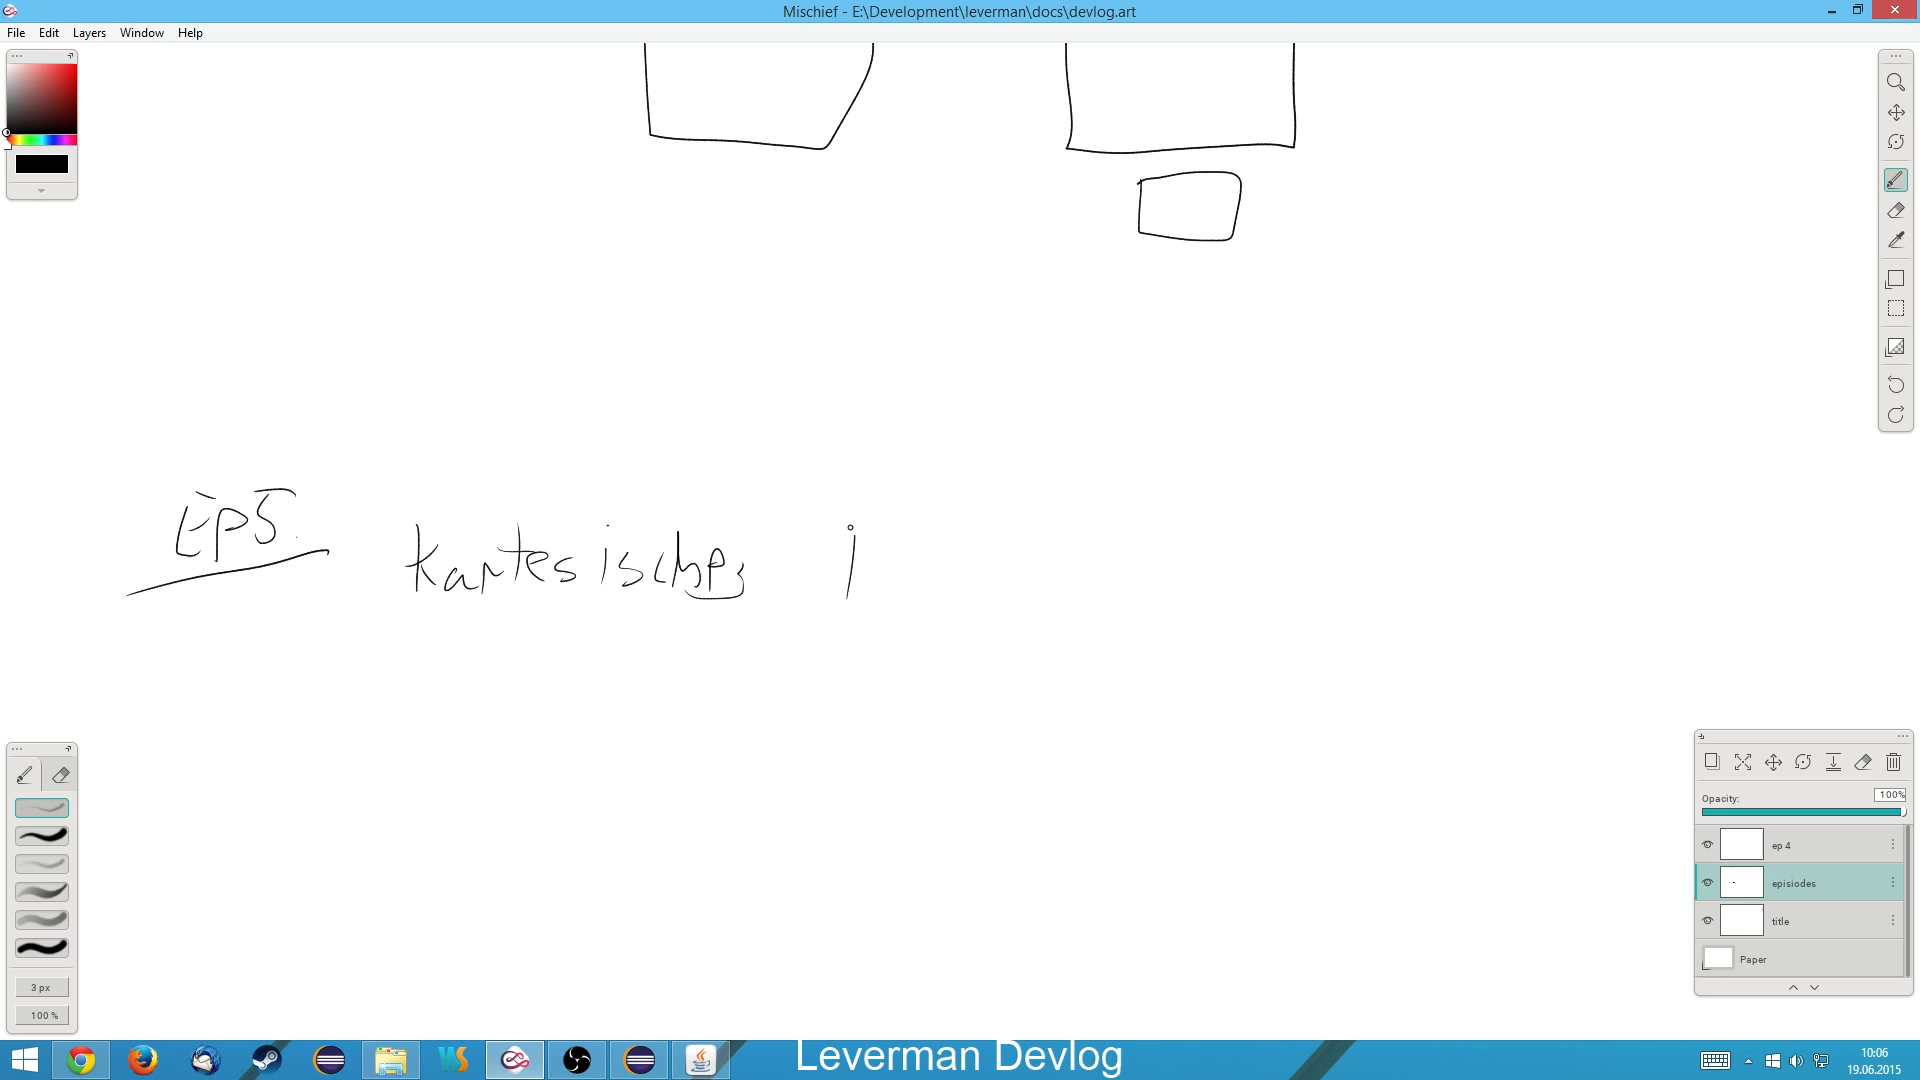 Mischief - E:\Development\leverman\docs\devlog.art
File Edit Layers Window Help
Ep5.
kartesisches
Opacity: 100%
ep 4
episiodes
title
Paper
3 px
100 %
Leverman Devlog
10:06
19.06.2015